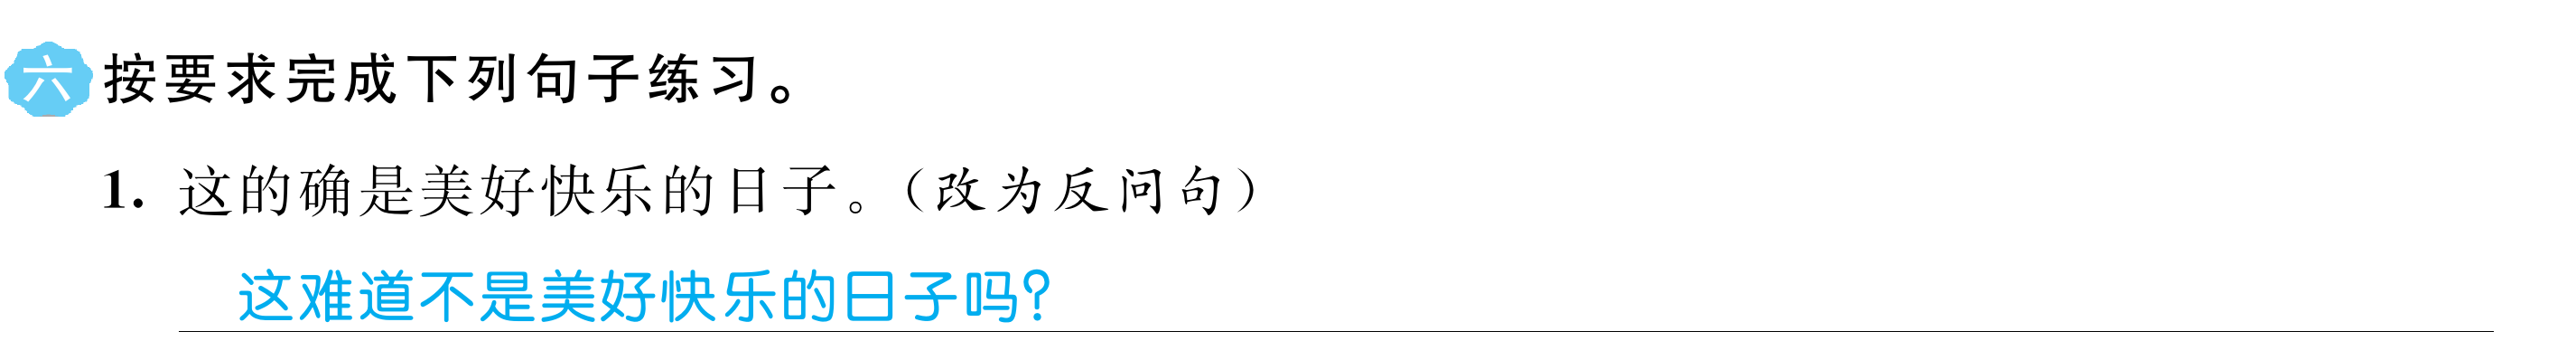 六 按要求完成下列句子练习。
1. 这的确是美好快乐的日子。（改为反问句）
这难道不是美好快乐的日子吗？